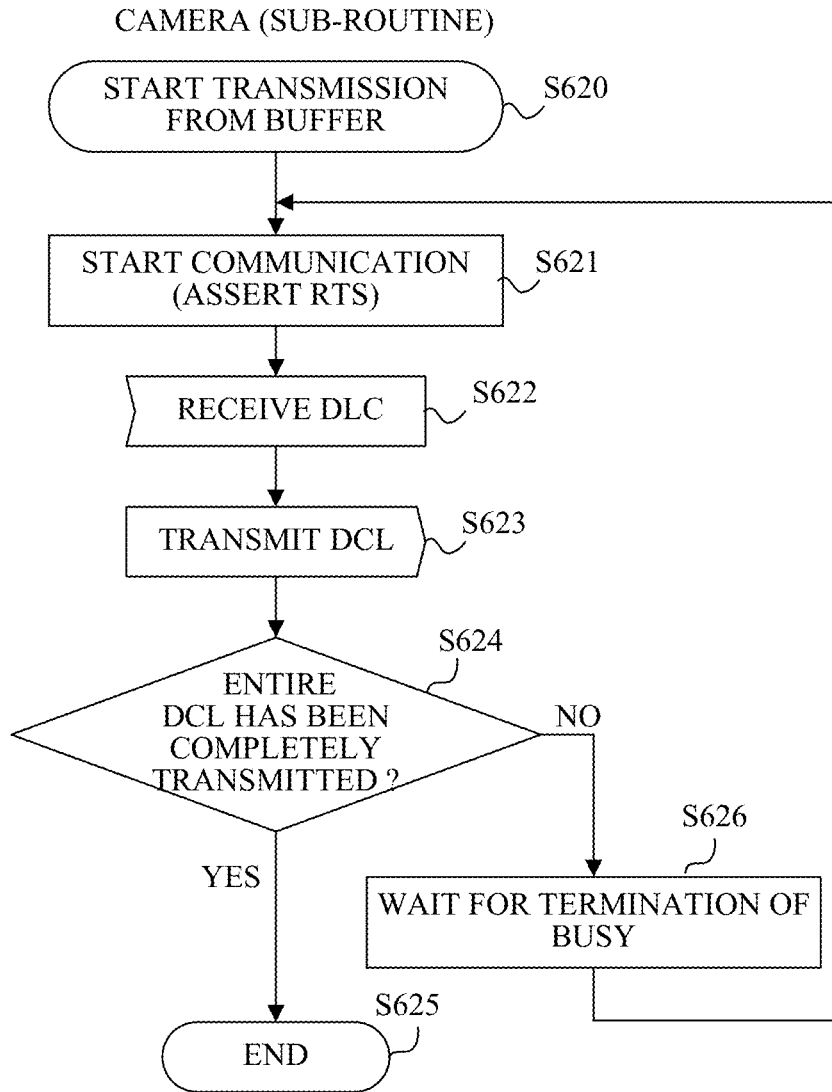 CAMERA (SUB-ROUTINE)
START TRANSMISSION
FROM BUFFER
S620
START COMMUNICATION
(ASSERT RTS)
S621
RECEIVE DLC
S622
TRANSMIT DCL
S623
S624
ENTIRE
DCL HAS BEEN
COMPLETELY
TRANSMITTED ?
NO
YES
S626
WAIT FOR TERMINATION OF
BUSY
S625
END